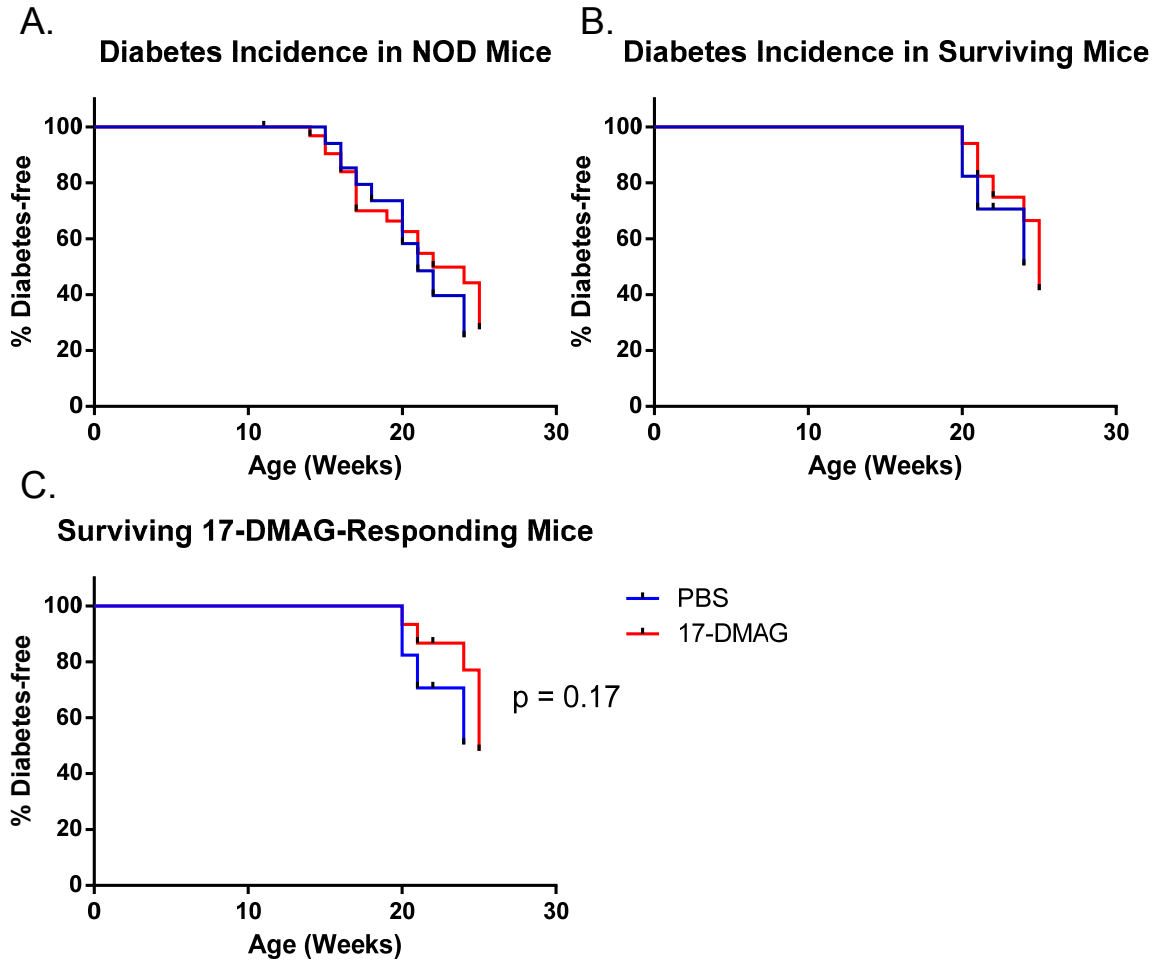 A.
Diabetes Incidence in NOD Mice
% Diabetes-free
100
80
60
40
20
0
0 10 20 30
Age (Weeks)
B.
Diabetes Incidence in Surviving Mice
% Diabetes-free
100
80
60
40
20
0
0 10 20 30
Age (Weeks)
C.
Surviving 17-DMAG-Responding Mice
% Diabetes-free
100
80
60
40
20
0
0 10 20 30
Age (Weeks)
p = 0.17
PBS
17-DMAG